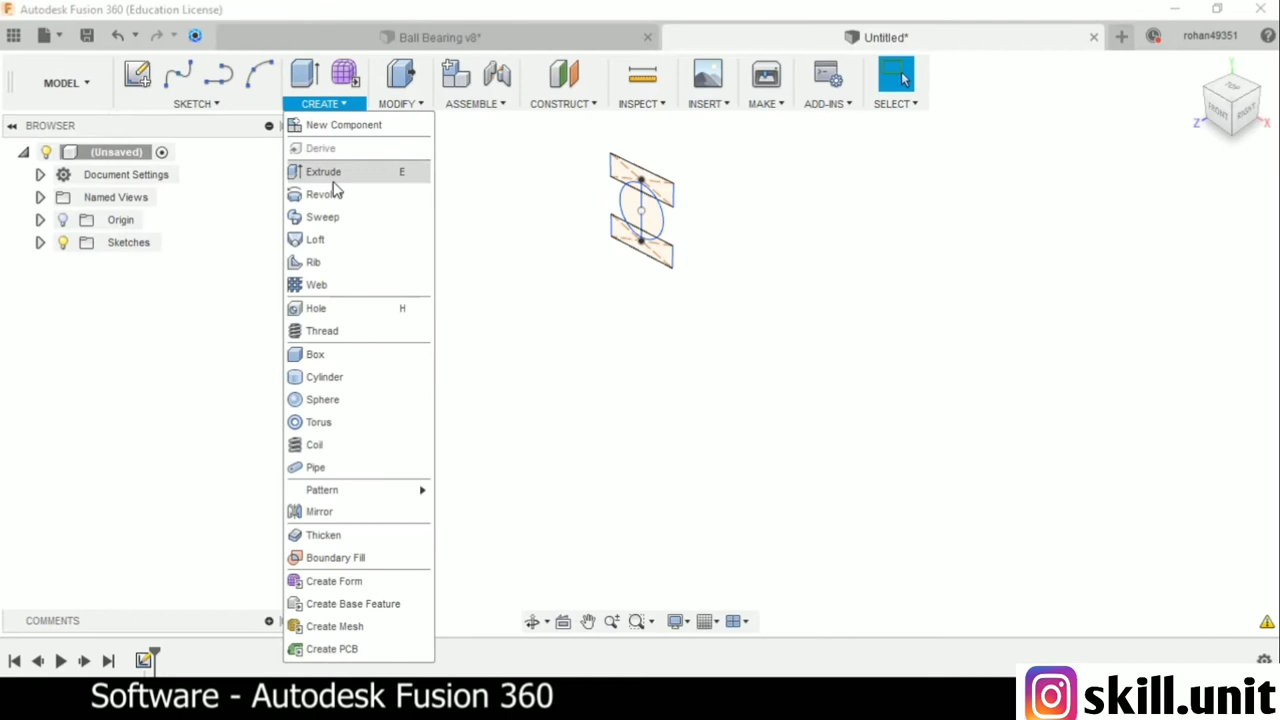 Autodesk Fusion 360 (Education License)
Ball Bearing v8*
Untitled*
rohan49351
MODEL
SKETCH
CREATE
MODIFY
ASSEMBLE
CONSTRUCT
INSPECT
INSERT
MAKE
ADD-INS
SELECT
TOP
FRONT
RIGHT
Y
Z
X
BROWSER
(Unsaved)
Document Settings
Named Views
Origin
Sketches
New Component
Derive
Extrude E
Sweep
Loft
Rib
Web
Hole H
Thread
Box
Cylinder
Sphere
Torus
Coil
Pipe
Pattern
Mirror
Thicken
Boundary Fill
Create Form
Create Base Feature
Create Mesh
Create PCB
COMMENTS
Software - Autodesk Fusion 360
skill.unit